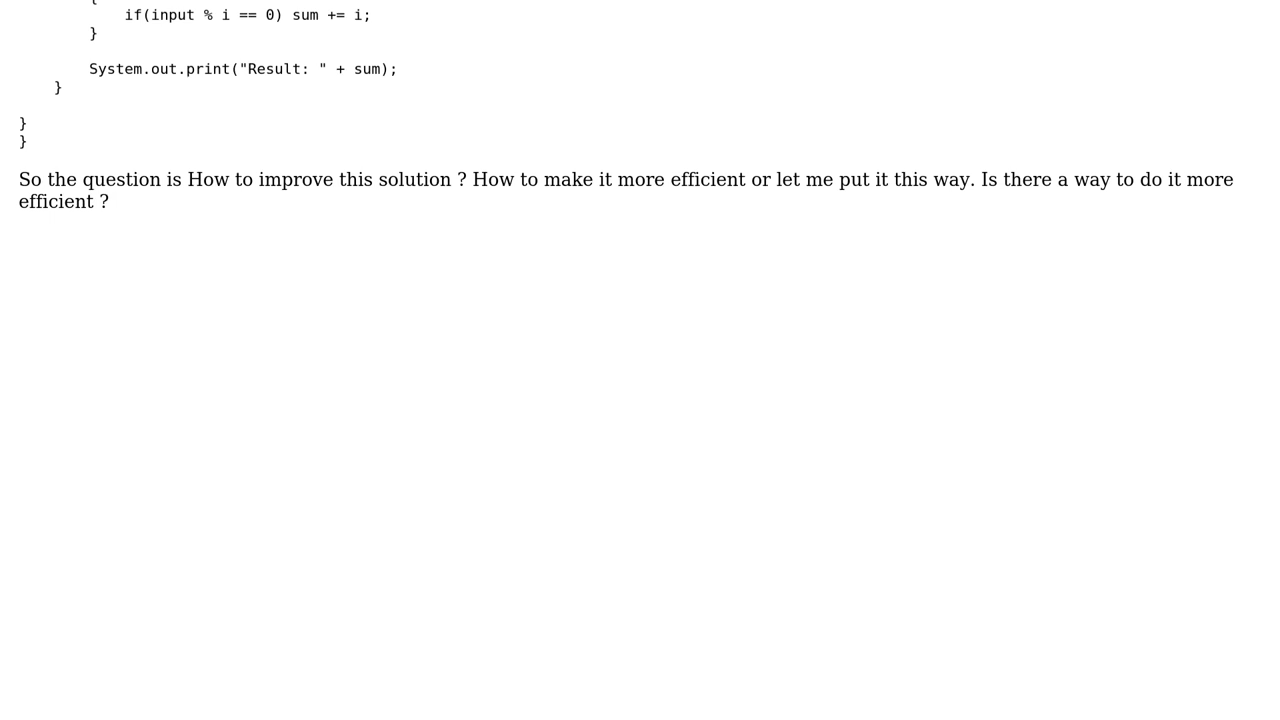 {
            if(input % i == 0) sum += i;
        }
        System.out.print("Result: " + sum);
    }
}
}
So the question is How to improve this solution ? How to make it more efficient or let me put it this way. Is there a way to do it more
efficient ?